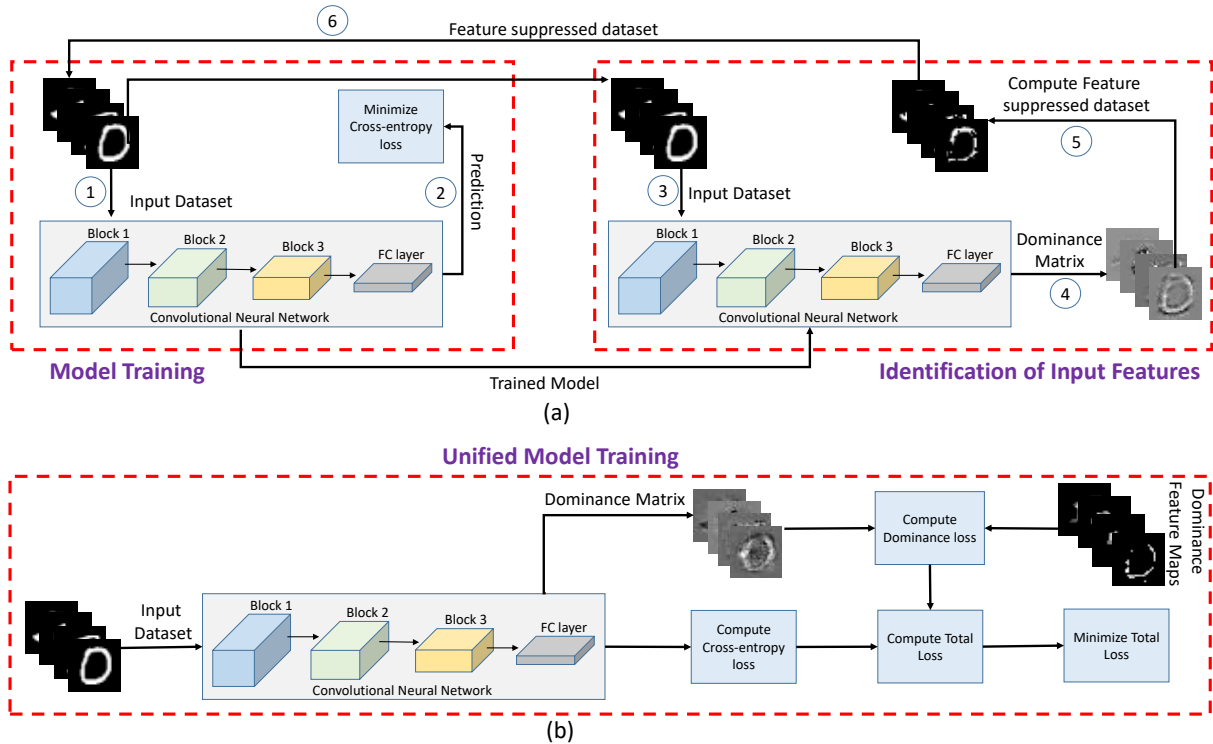 6
Feature suppressed dataset
Minimize
Cross-entropy
loss
Prediction
1
2
Input Dataset
Block 1
Block 2
Block 3
FC layer
Convolutional Neural Network
Model Training
Compute Feature
suppressed dataset
5
3
Input Dataset
Block 1
Block 2
Block 3
FC layer
Convolutional Neural Network
Dominance
Matrix
4
Identification of Input Features
Trained Model
(a)
Unified Model Training
Dominance Matrix
Compute
Dominance loss
Dominance
Feature Maps
Input
Dataset
Block 1
Block 2
Block 3
FC layer
Convolutional Neural Network
Compute
Cross-entropy
loss
Compute Total
Loss
Minimize Total
Loss
(b)